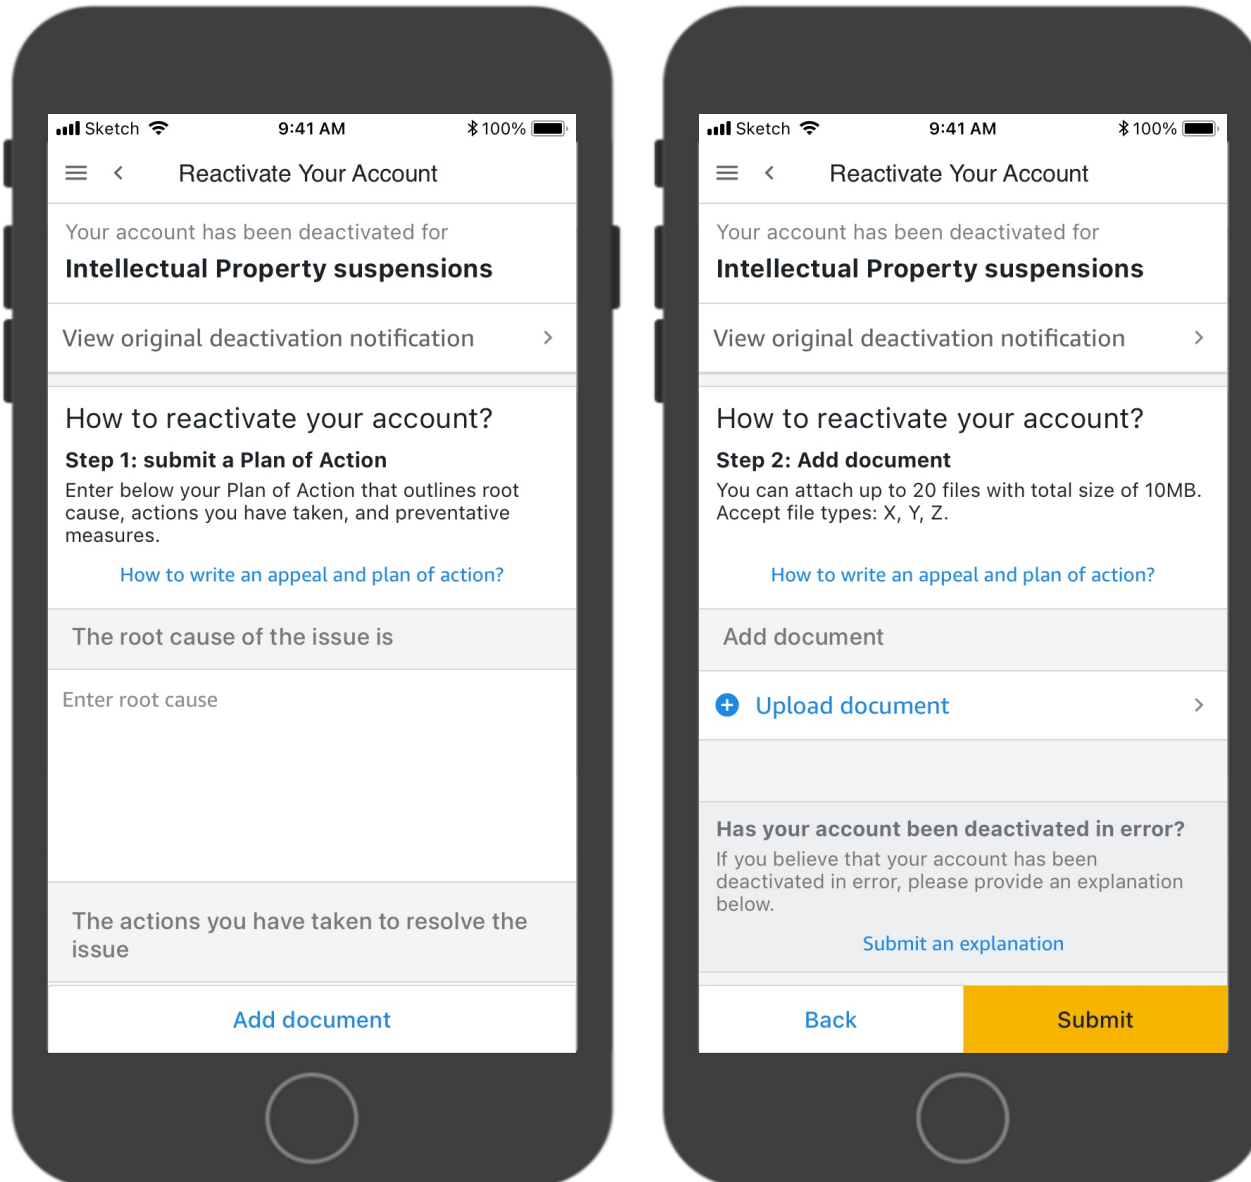 Sketch 9:41 AM 100%
Reactivate Your Account
Your account has been deactivated for
Intellectual Property suspensions
View original deactivation notification
How to reactivate your account?
Step 1: submit a Plan of Action
Enter below your Plan of Action that outlines root
cause, actions you have taken, and preventative
measures.
How to write an appeal and plan of action?
The root cause of the issue is
Enter root cause
The actions you have taken to resolve the
issue
Add document
Sketch 9:41 AM 100%
Reactivate Your Account
Your account has been deactivated for
Intellectual Property suspensions
View original deactivation notification
How to reactivate your account?
Step 2: Add document
You can attach up to 20 files with total size of 10MB.
Accept file types: X, Y, Z.
How to write an appeal and plan of action?
Add document
Upload document
Has your account been deactivated in error?
If you believe that your account has been
deactivated in error, please provide an explanation
below.
Submit an explanation
Back Submit